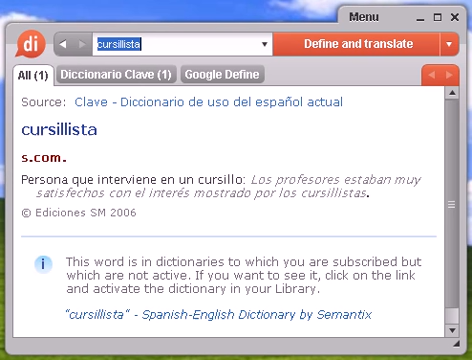 Menu
di
cursillista
Define and translate
All (1)
Diccionario Clave (1)
Google Define
Source: Clave - Diccionario de uso del español actual
cursillista
s.com.
Persona que interviene en un cursillo: Los profesores estaban muy
satisfechos con el interés mostrado por los cursillistas.
© Ediciones SM 2006
i
This word is in dictionaries to which you are subscribed but
which are not active. If you want to see it, click on the link
and activate the dictionary in your Library.
"cursillista" - Spanish-English Dictionary by Semantix